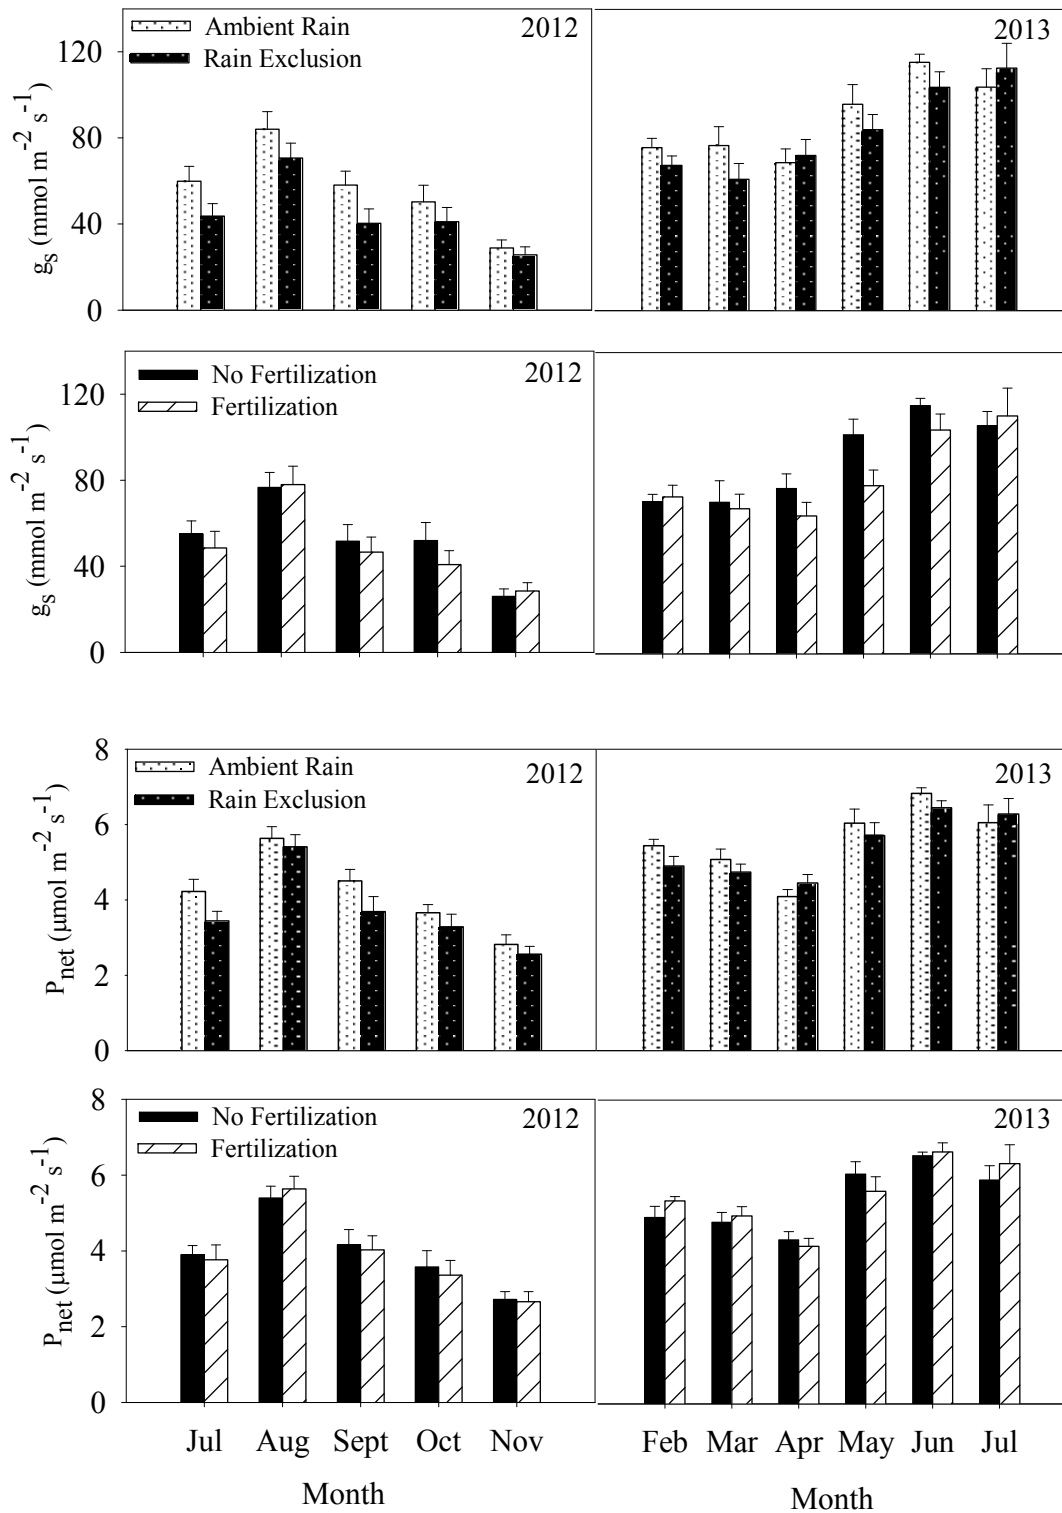 Ambient Rain
Rain Exclusion
2012
2013
120
80
40
0
gs (mmol m-2 s-1)
No Fertilization
Fertilization
2012
120
80
40
0
gs (mmol m-2 s-1)
Ambient Rain
Rain Exclusion
2012
2013
8
6
4
2
0
Pnet (μmol m-2 s-1)
No Fertilization
Fertilization
2012
2013
8
6
4
2
0
Pnet (μmol m-2 s-1)
Jul Aug Sept Oct Nov Feb Mar Apr May Jun Jul
Month Month